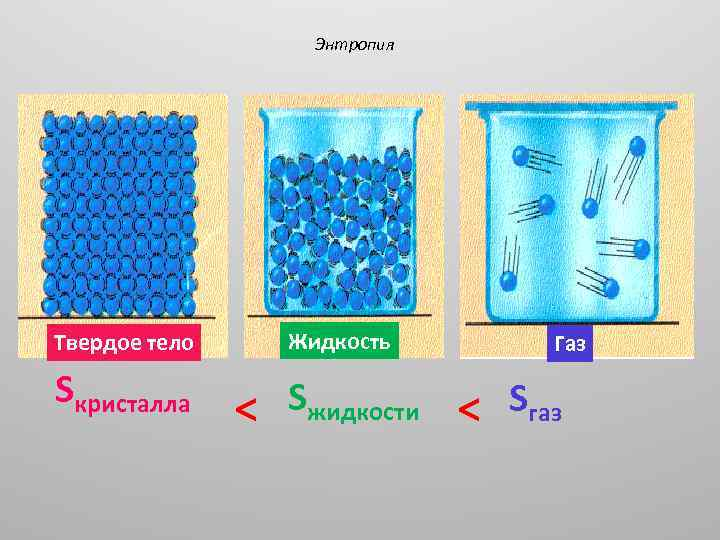 Энтропия
Твердое тело
Жидкость
Газ
Sкристалла < Sжидкости < Sгаз